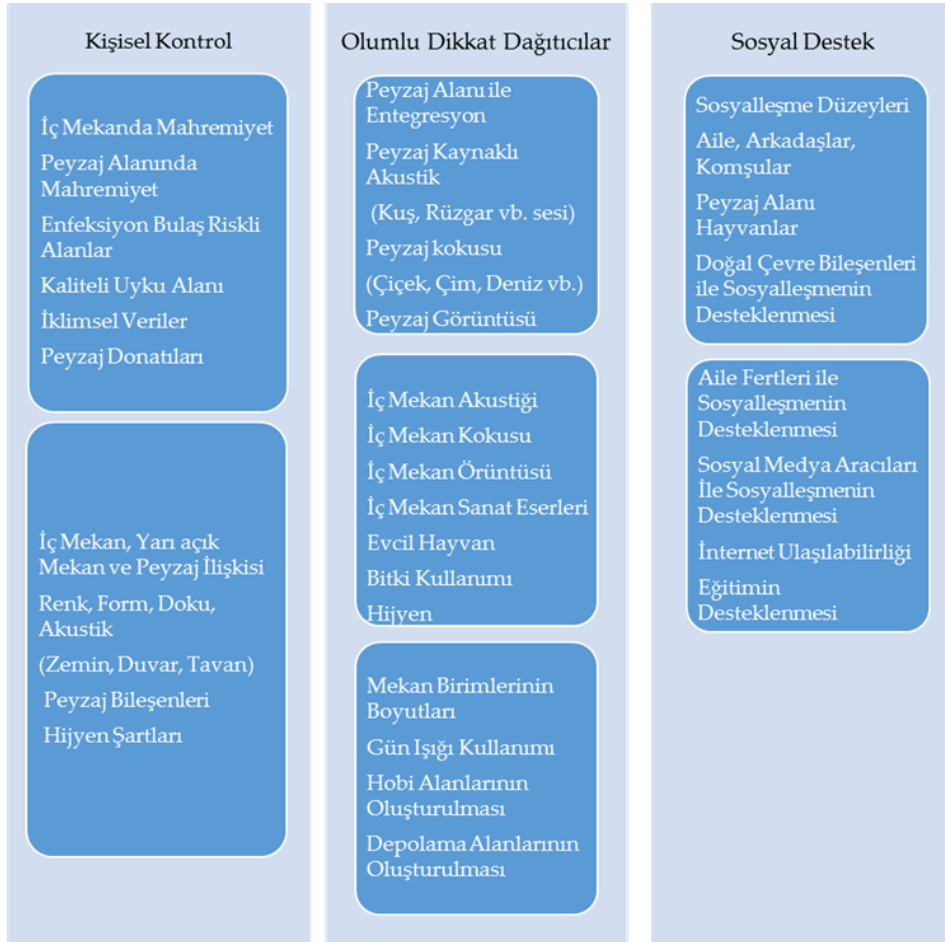 Kişisel Kontrol
İç Mekanda Mahremiyet
Peyzaj Alanında
Mahremiyet
Enfeksiyon Bulaş Riskli
Alanlar
Kaliteli Uyku Alanı
İklimsel Veriler
Peyzaj Donatıları
İç Mekan, Yarı açık
Mekan ve Peyzaj İlişkisi
Renk, Form, Doku,
Akustik
(Zemin, Duvar, Tavan)
Peyzaj Bileşenleri
Hijyen Şartları
Olumlu Dikkat Dağıtıcılar
Peyzaj Alanı ile
Entegresyon
Peyzaj Kaynaklı
Akustik
(Kuş, Rüzgar vb. sesi)
Peyzaj kokusu
(Çiçek, Çim, Deniz vb.)
Peyzaj Görüntüsü
İç Mekan Akustiği
İç Mekan Kokusu
İç Mekan Örüntüsü
İç Mekan Sanat Eserleri
Evcil Hayvan
Bitki Kullanımı
Hijyen
Mekan Birimlerinin
Boyutları
Gün Işığı Kullanımı
Hobi Alanlarının
Oluşturulması
Depolama Alanlarının
Oluşturulması
Sosyal Destek
Sosyalleşme Düzeyleri
Aile, Arkadaşlar,
Komşular
Peyzaj Alanı
Hayvanlar
Doğal Çevre Bileşenleri
ile Sosyalleşmenin
Desteklenmesi
Aile Fertleri ile
Sosyalleşmenin
Desteklenmesi
Sosyal Medya Aracıları
İle Sosyalleşmenin
Desteklenmesi
İnternet Ulaşılabilirliği
Eğitimin
Desteklenmesi